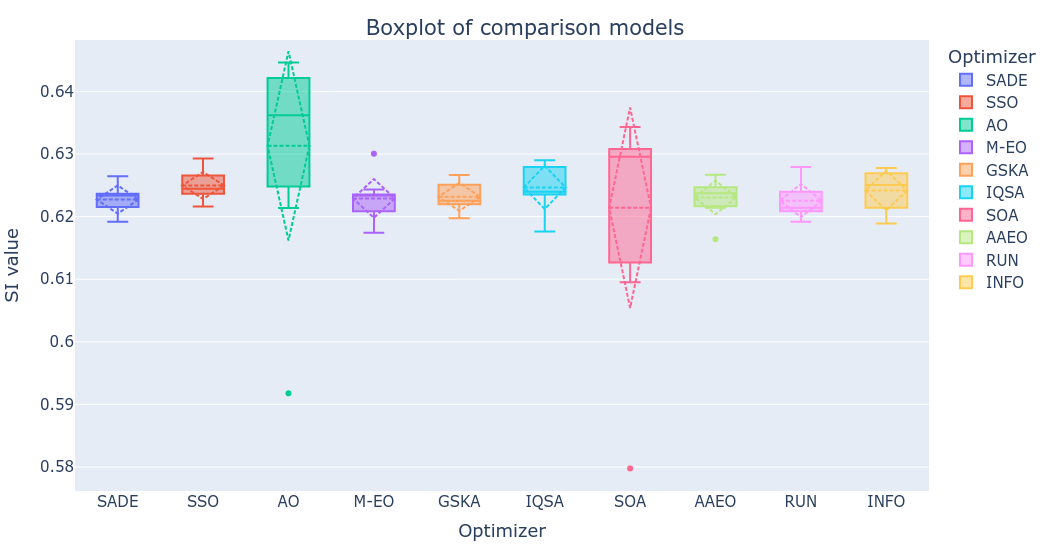 Boxplot of comparison models
SI value
0.64
0.63
0.62
0.61
0.6
0.59
0.58
SADE
SSO
AO
M-EO
GSKA
IQSA
SOA
AAEO
RUN
INFO
Optimizer
Optimizer
SADE
SSO
AO
M-EO
GSKA
IQSA
SOA
AAEO
RUN
INFO